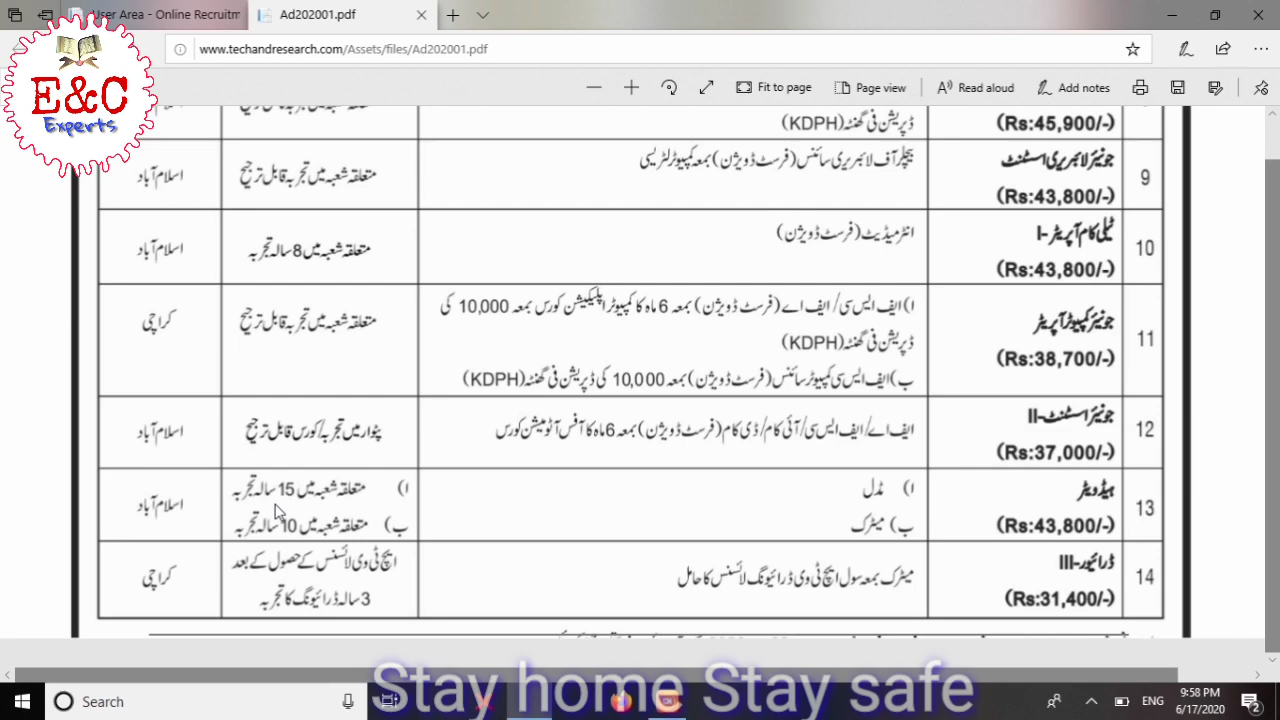 User Area - Online Recruitm
Ad202001.pdf
www.techandresearch.com/Assets/files/Ad202001.pdf
E&C
Experts
Fit to page
Page view
Read aloud
Add notes
ڈپریشن فی گھنٹہ (KDPH)
(Rs:45,900/-)
9
جونیئر لائبریری اسسٹنٹ
(Rs:43,800/-)
بیچلر آف لائبریری سائنس (فرسٹ ڈویژن) بمعہ کمپیوٹر لٹریسی
متعلقہ شعبہ میں تجربہ قابل ترجیح
اسلام آباد
10
ٹیلی کام آپریٹر-I
(Rs:43,800/-)
انٹرمیڈیٹ (فرسٹ ڈویژن)
متعلقہ شعبہ میں 8 سالہ تجربہ
اسلام آباد
11
جونیئر کمپیوٹر آپریٹر
(Rs:38,700/-)
ا) ایف ایس سی/ ایف اے (فرسٹ ڈویژن) بمعہ 6 ماہ کا کمپیوٹر اپلیکیشن کورس بمعہ 10,000 کی
ڈپریشن فی گھنٹہ (KDPH)
ب) ایف ایس سی کمپیوٹر سائنس (فرسٹ ڈویژن) بمعہ 10,000 کی ڈپریشن فی گھنٹہ (KDPH)
متعلقہ شعبہ میں تجربہ قابل ترجیح
کراچی
12
جونیئر اسسٹنٹ-II
(Rs:37,000/-)
ایف اے/ ایف ایس سی/ آئی کام/ ڈی کام (فرسٹ ڈویژن) بمعہ 6 ماہ کا آفس آٹومیشن کورس
پٹوار میں تجربہ/کورس قابل ترجیح
اسلام آباد
13
ہیڈ ویٹر
(Rs:43,800/-)
ا) مڈل
ب) میٹرک
ا) متعلقہ شعبہ میں 15 سالہ تجربہ
ب) متعلقہ شعبہ میں 10 سالہ تجربہ
اسلام آباد
14
ڈرائیور-III
(Rs:31,400/-)
میٹرک بمعہ سول ایچ ٹی وی ڈرائیونگ لائسنس کا حامل
ایچ ٹی وی لائسنس کے حصول کے بعد
3 سالہ ڈرائیونگ کا تجربہ
کراچی
Stay home Stay safe
Search
ENG
9:58 PM
6/17/2020
2